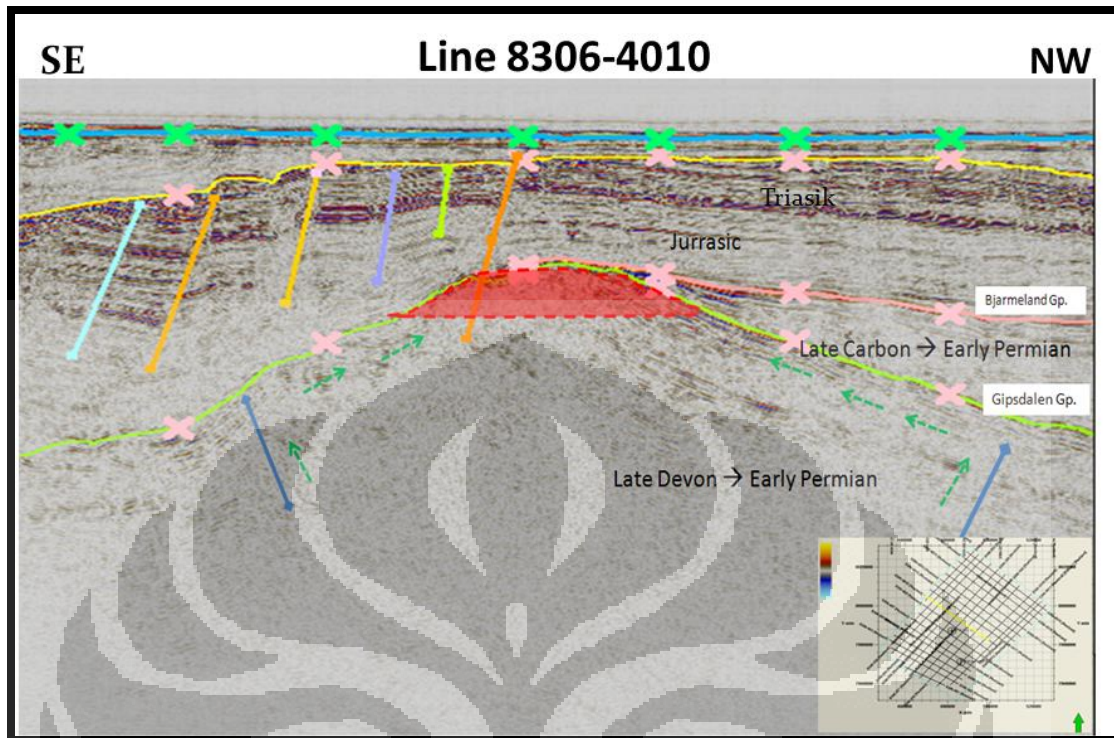 SE
Line 8306-4010
NW
Triasik
Jurrasic
Bjarmeland Gp.
Late Carbon → Early Permian
Gipsdalen Gp.
Late Devon → Early Permian